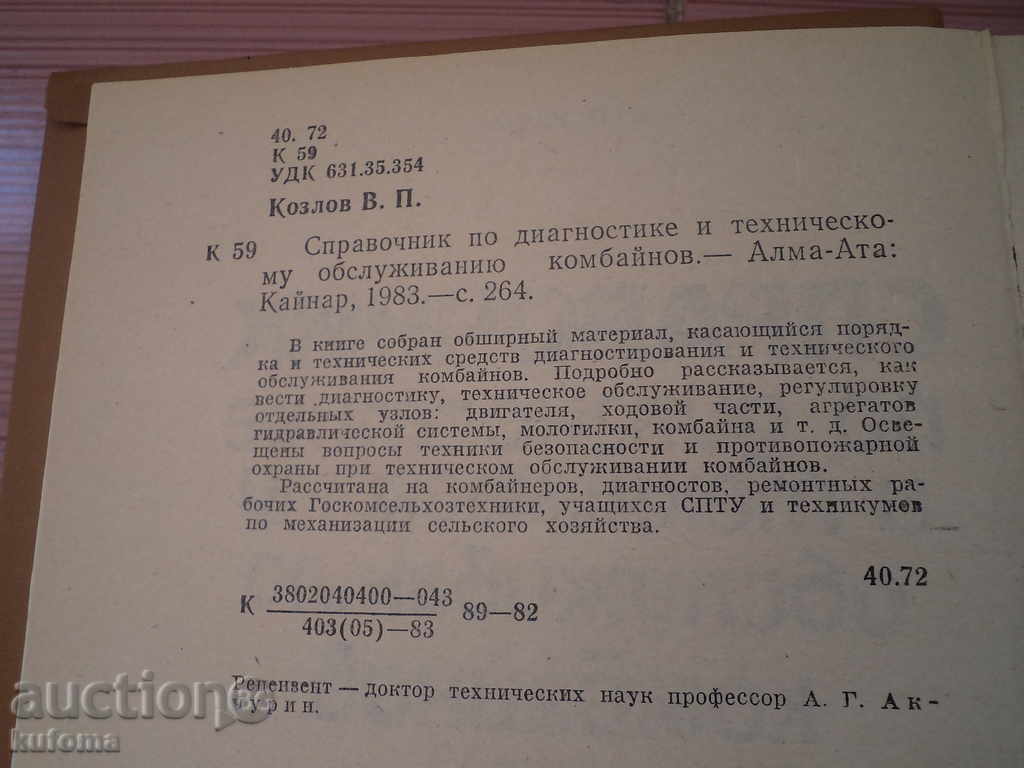 40. 72
К 59
УДК 631.35.354
Козлов В. П.
К 59 Справочник по диагностике и техническо-
му обслуживанию комбайнов.— Алма-Ата:
Кайнар, 1983.—с. 264.
В книге собран обширный материал, касающийся поряд-
ка и технических средств диагностирования и технического
обслуживания комбайнов. Подробно рассказывается, как
вести диагностику, техническое обслуживание, регулировку
отдельных узлов: двигателя, ходовой части, агрегатов
гидравлической системы, молотилки, комбайна и т. д. Осве-
щены вопросы техники безопасности и противопожарной
охраны при техническом обслуживании комбайнов.
Рассчитана на комбайнеров, диагностов, ремонтных ра-
бочих Госкомсельхозтехники, учащихся СПТУ и техникумов
по механизации сельского хозяйства.
40.72
К 3802040400—043 89—82
403(05)—83
Рецензент — доктор технических наук профессор А. Г. Ак-
чурин.
auction.bg
kufoma